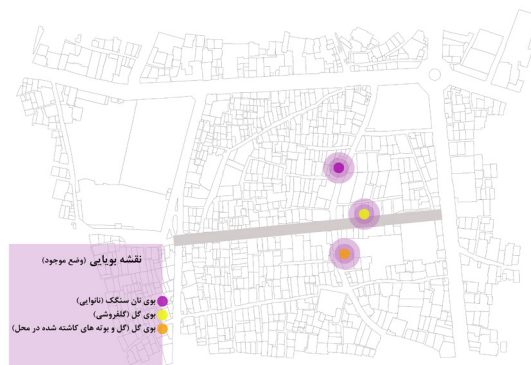 نقشه بویایی (وضع موجود)
بوی نان سنگک (نانوایی)
بوی گل (گلفروشی)
بوی گل (گل و بوته های کاشته شده در محل)